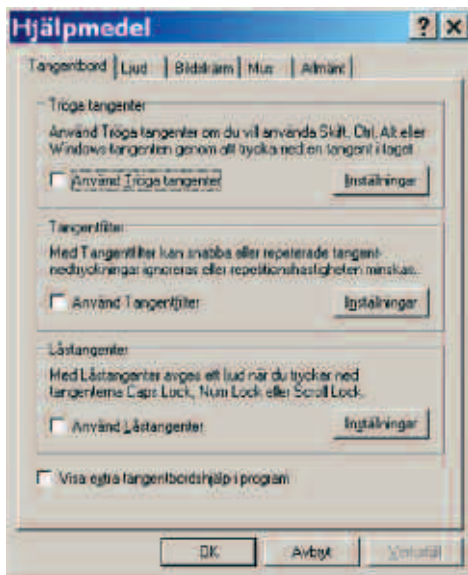 Hjälpmedel
Tangentbord Ljud Bildskärm Mus Allmänt
Tröga tangenter
Använd Tröga tangenter om du vill använda Skift, Ctrl, Alt eller
Windows-tangenten genom att trycka ned en tangent i taget.
Använd Tröga tangenter Inställningar
Tangentfilter
Med Tangentfilter kan snabba eller repeterade tangent-
nedtryckningar ignoreras eller repetitionshastigheten minskas.
Använd Tangentfilter Inställningar
Låstangenter
Med Låstangenter avges ett ljud när du trycker ned
tangenterna Caps Lock, Num Lock eller Scroll Lock.
Använd Låstangenter Inställningar
Visa extra tangentbordshjälp i program
OK Avbryt Verkställ